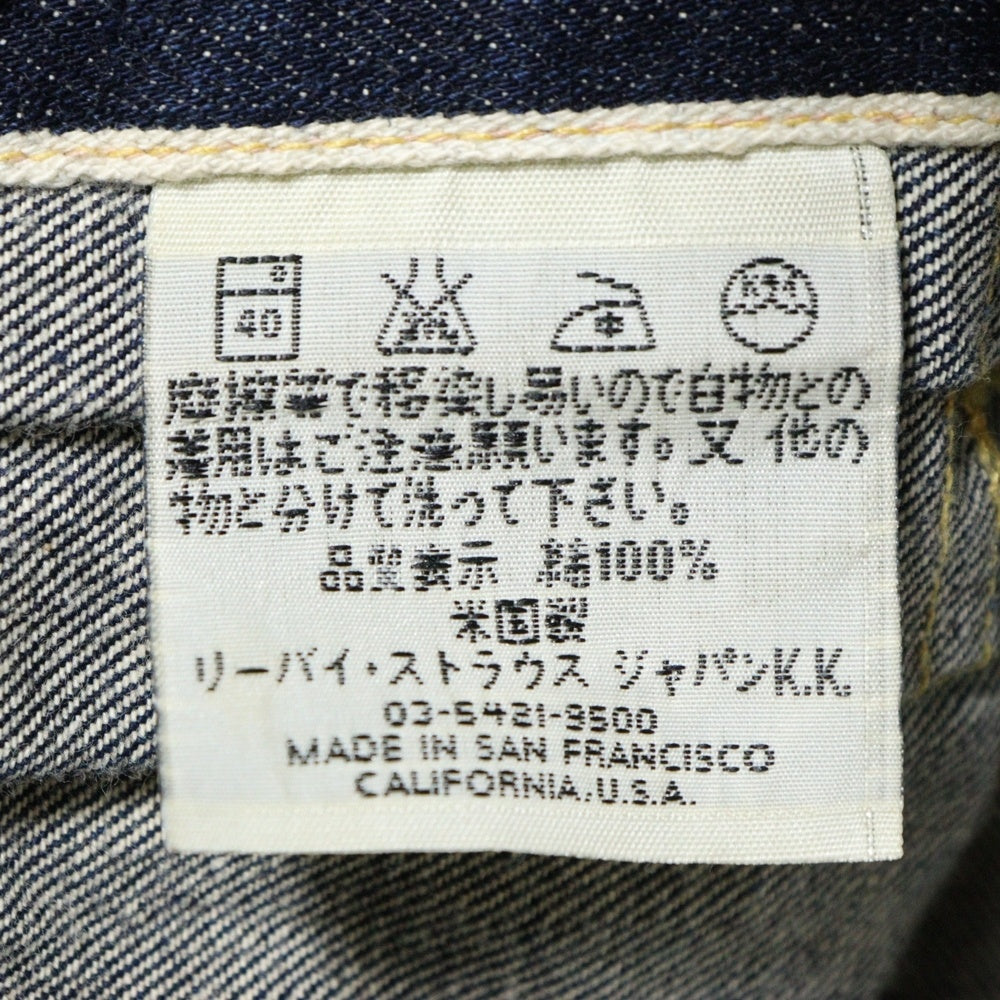 40
摩擦等で移染し易いので白物との
着用はご注意願います。又 他の
物と分けて洗って下さい。
品質表示 綿100%
米国製
リーバイ・ストラウス ジャパンK.K.
03-5421-9500
MADE IN SAN FRANCISCO
CALIFORNIA.U.S.A.